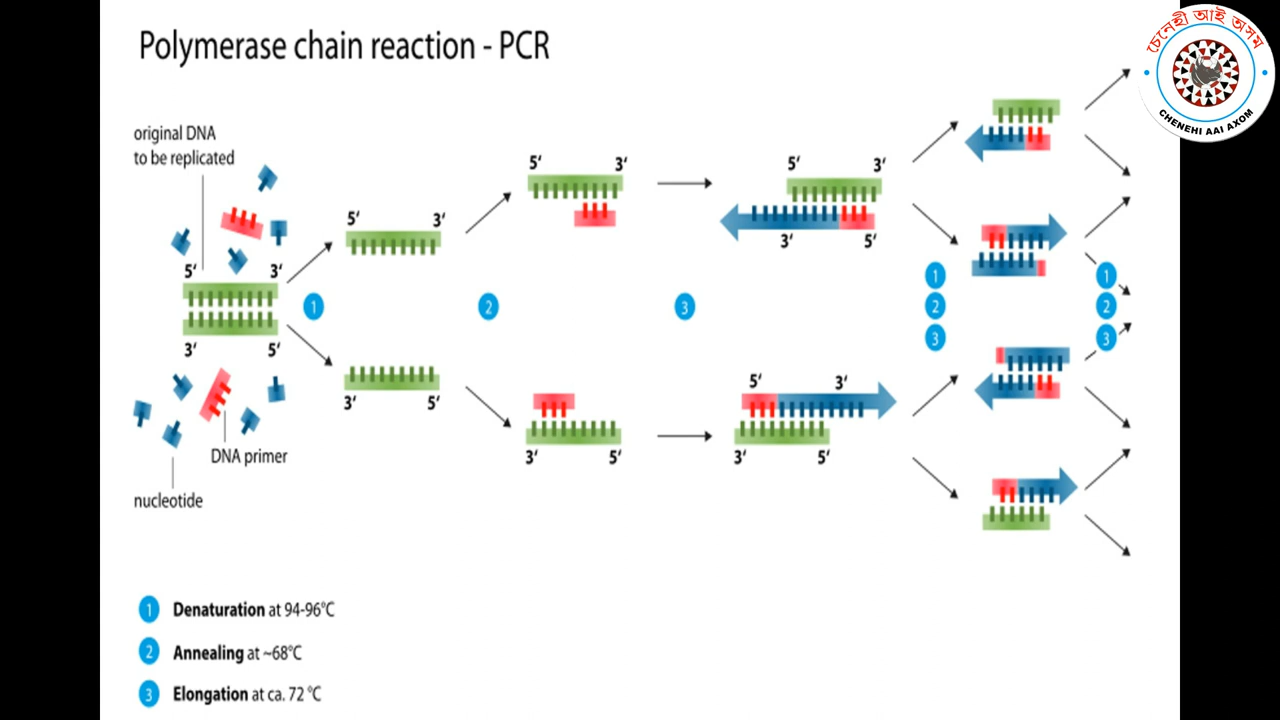 Polymerase chain reaction - PCR
চেনেহী আই অসম
CHENEHI AAI AXOM
original DNA
to be replicated
5' 3'
3' 5'
DNA primer
nucleotide
5' 3'
3' 5'
1
5' 3'
3' 5'
2
5' 3'
3' 5'
5' 3'
3' 5'
3
1
2
3
1
2
3
1 Denaturation at 94-96°C
2 Annealing at ~68°C
3 Elongation at ca. 72 °C